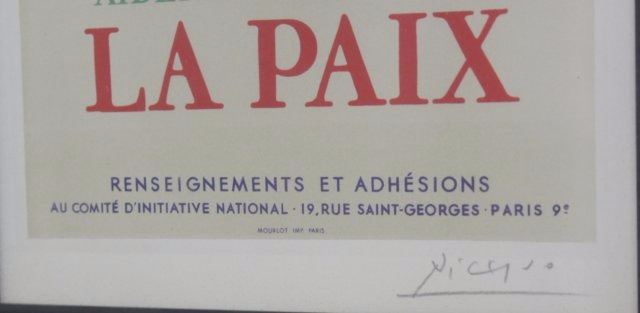 LA PAIX
RENSEIGNEMENTS ET ADHÉSIONS
AU COMITÉ D'INITIATIVE NATIONAL · 19, RUE SAINT-GEORGES · PARIS 9e
MOURLOT IMP. PARIS
Picasso